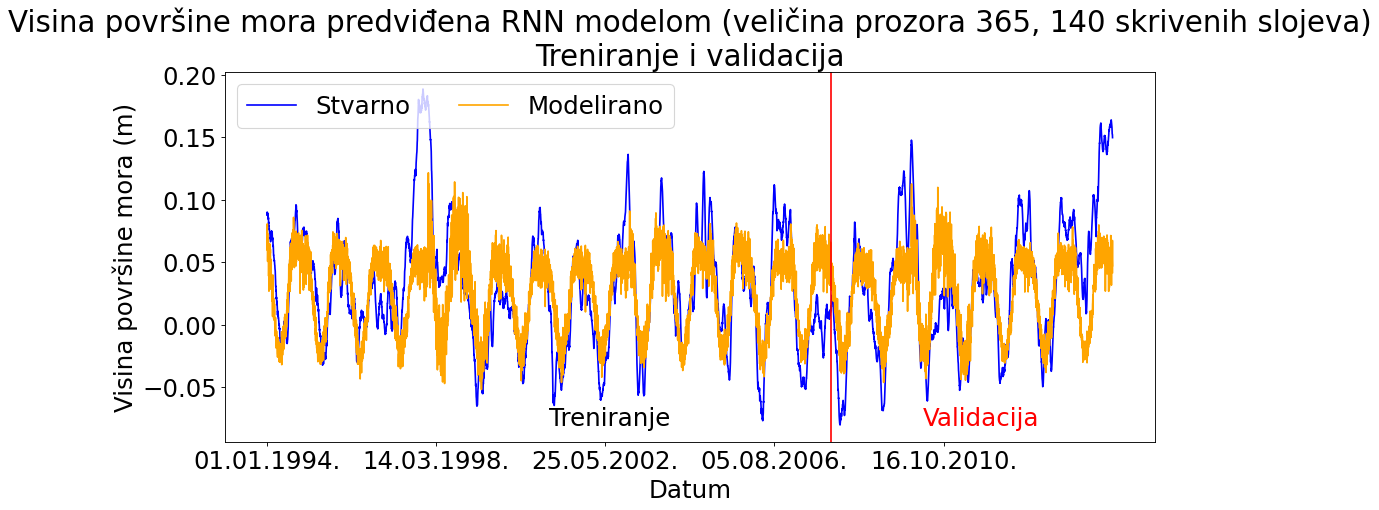 Visina površine mora predviđena RNN modelom (veličina prozora 365, 140 skrivenih slojeva)
Treniranje i validacija
Stvarno
Modelirano
Visina površine mora (m)
0.20
0.15
0.10
0.05
0.00
−0.05
Treniranje
Validacija
01.01.1994.
14.03.1998.
25.05.2002.
05.08.2006.
16.10.2010.
Datum